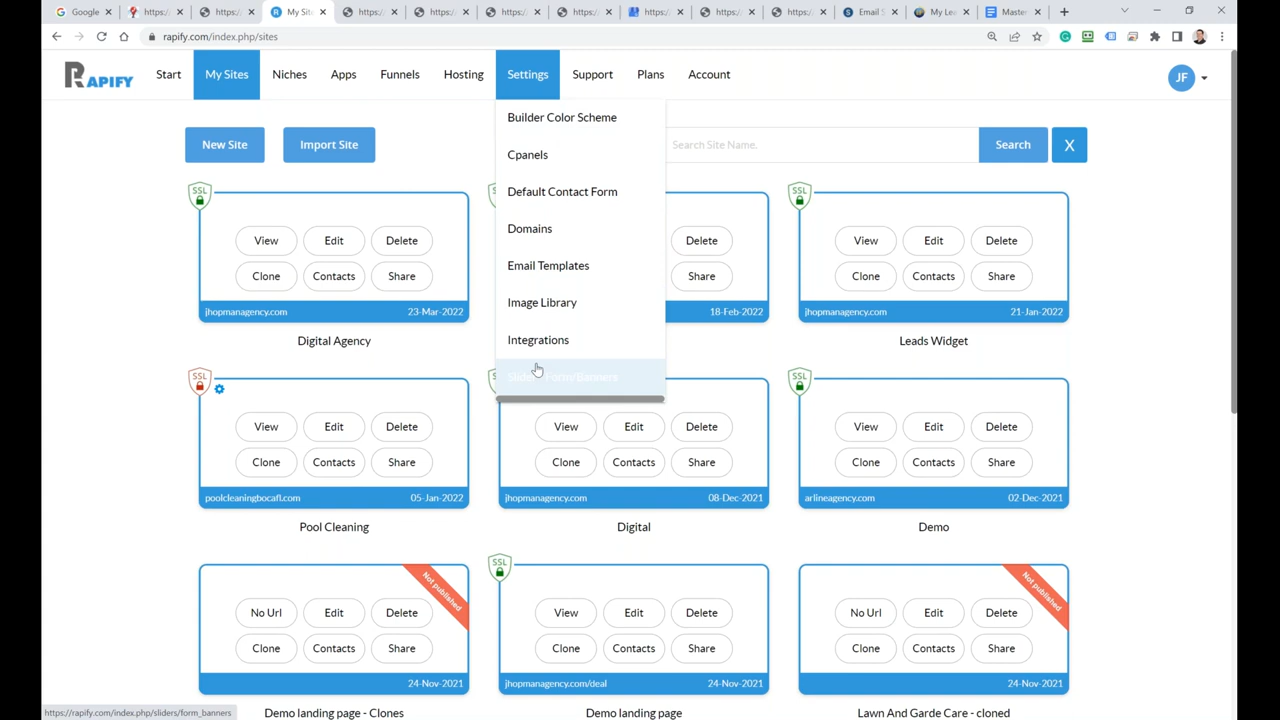 Google
https:/
https:/
My Site
https:/
https:/
https:/
https:/
https:/
https:/
https:/
Email S
My Lea
Master
rapify.com/index.php/sites
RAPIFY
Start
My Sites
Niches
Apps
Funnels
Hosting
Settings
Support
Plans
Account
JF
New Site
Import Site
Search Site Name.
Search
X
Builder Color Scheme
Cpanels
Default Contact Form
Domains
Email Templates
Image Library
Integrations
Form/Banners
SSL
View
Edit
Delete
Clone
Contacts
Share
jhopmanagency.com
23-Mar-2022
Digital Agency
Delete
Share
18-Feb-2022
SSL
View
Edit
Delete
Clone
Contacts
Share
jhopmanagency.com
21-Jan-2022
Leads Widget
SSL
View
Edit
Delete
Clone
Contacts
Share
poolcleaningbocafl.com
05-Jan-2022
Pool Cleaning
View
Edit
Delete
Clone
Contacts
Share
jhopmanagency.com
08-Dec-2021
Digital
SSL
View
Edit
Delete
Clone
Contacts
Share
arlineagency.com
02-Dec-2021
Demo
Not published
No Url
Edit
Delete
Clone
Contacts
Share
24-Nov-2021
Demo landing page - Clones
SSL
View
Edit
Delete
Clone
Contacts
Share
jhopmanagency.com/deal
24-Nov-2021
Demo landing page
Not published
No Url
Edit
Delete
Clone
Contacts
Share
24-Nov-2021
Lawn And Garde Care - cloned
https://rapify.com/index.php/sliders/form_banners